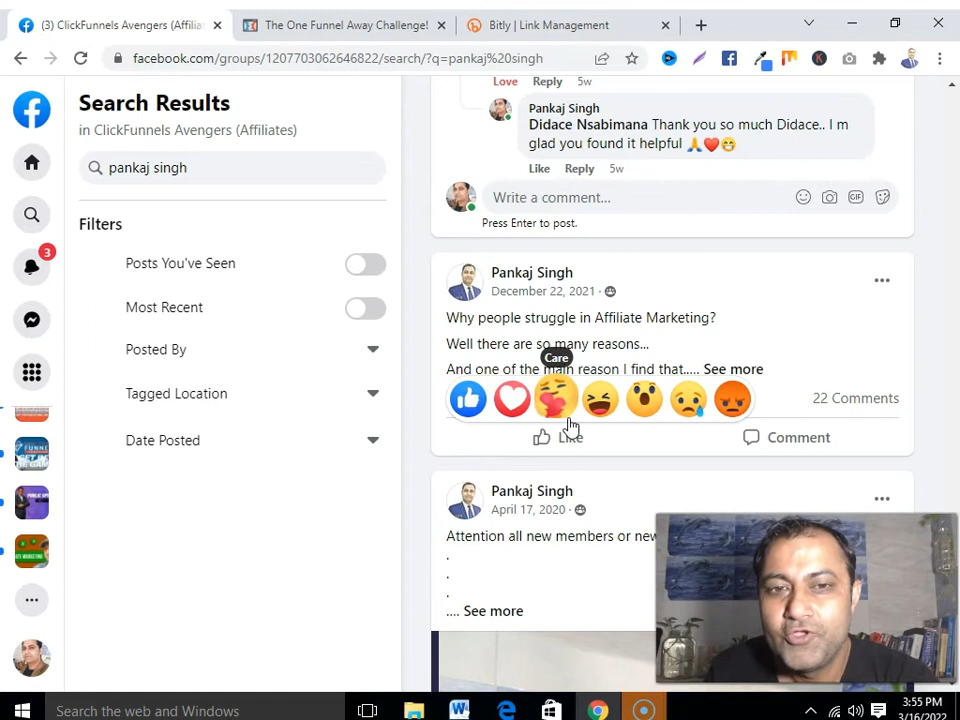 (3) ClickFunnels Avengers (Affilia
The One Funnel Away Challenge!
Bitly | Link Management
facebook.com/groups/1207703062646822/search/?q=pankaj%20singh
Search Results
in ClickFunnels Avengers (Affiliates)
pankaj singh
Filters
Posts You've Seen
Most Recent
Posted By
Tagged Location
Date Posted
3
Love Reply 5w
Pankaj Singh
Didace Nsabimana Thank you so much Didace.. I m
glad you found it helpful 🙏❤️😁
Like Reply 5w
Write a comment...
GIF
Press Enter to post.
Pankaj Singh
December 22, 2021 ·
Why people struggle in Affiliate Marketing?
Well there are so many reasons...
Care
And one of the main reason I find that..... See more
22 Comments
Like
Comment
Pankaj Singh
April 17, 2020 ·
Attention all new members or new
.
.
.
.... See more
Search the web and Windows
3:55 PM
3/16/2022